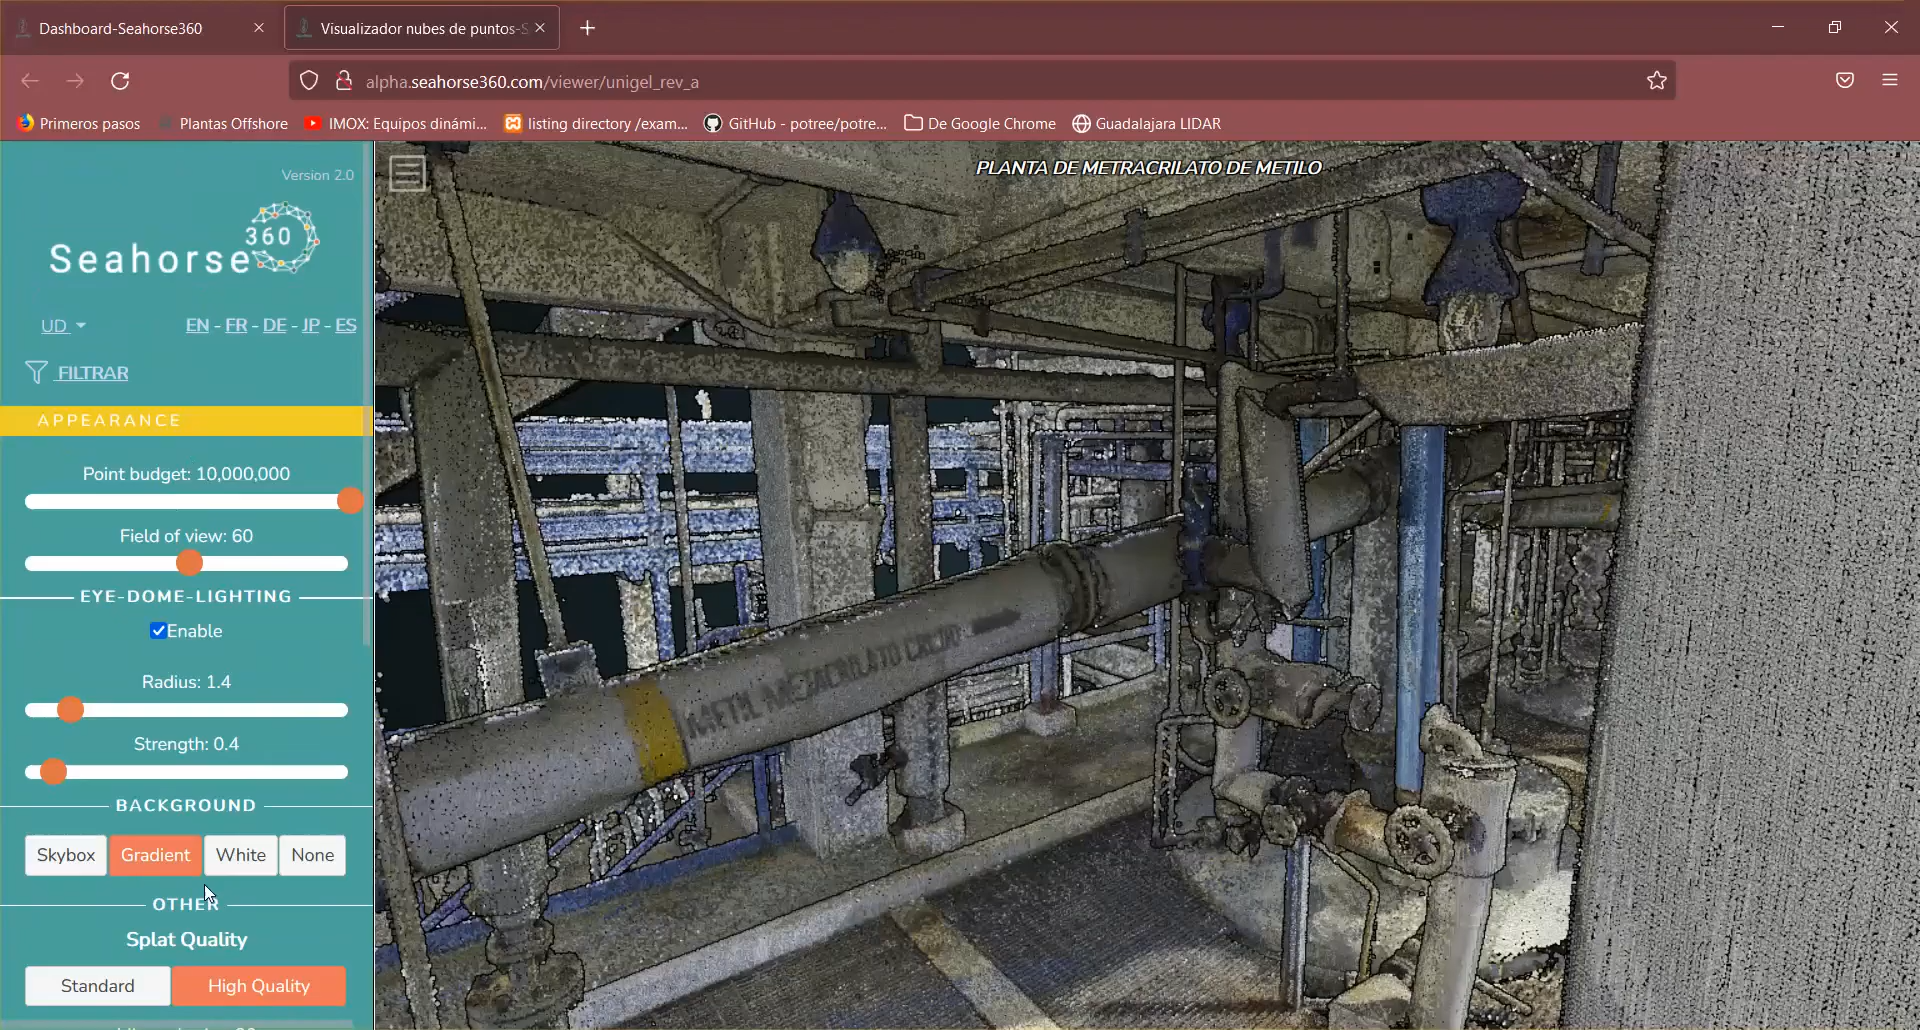 Dashboard-Seahorse360
Visualizador nubes de puntos-S
alpha.seahorse360.com/viewer/unigel_rev_a
Primeros pasos
Plantas Offshore
IMOX: Equipos dinámi...
listing directory /exam...
GitHub - potree/potre...
De Google Chrome
Guadalajara LIDAR
Version 2.0
Seahorse 360
UD
EN - FR - DE - JP - ES
FILTRAR
APPEARANCE
Point budget: 10,000,000
Field of view: 60
EYE-DOME-LIGHTING
Enable
Radius: 1.4
Strength: 0.4
BACKGROUND
Skybox Gradient White None
OTHER
Splat Quality
Standard High Quality
PLANTA DE METRACRILATO DE METILO